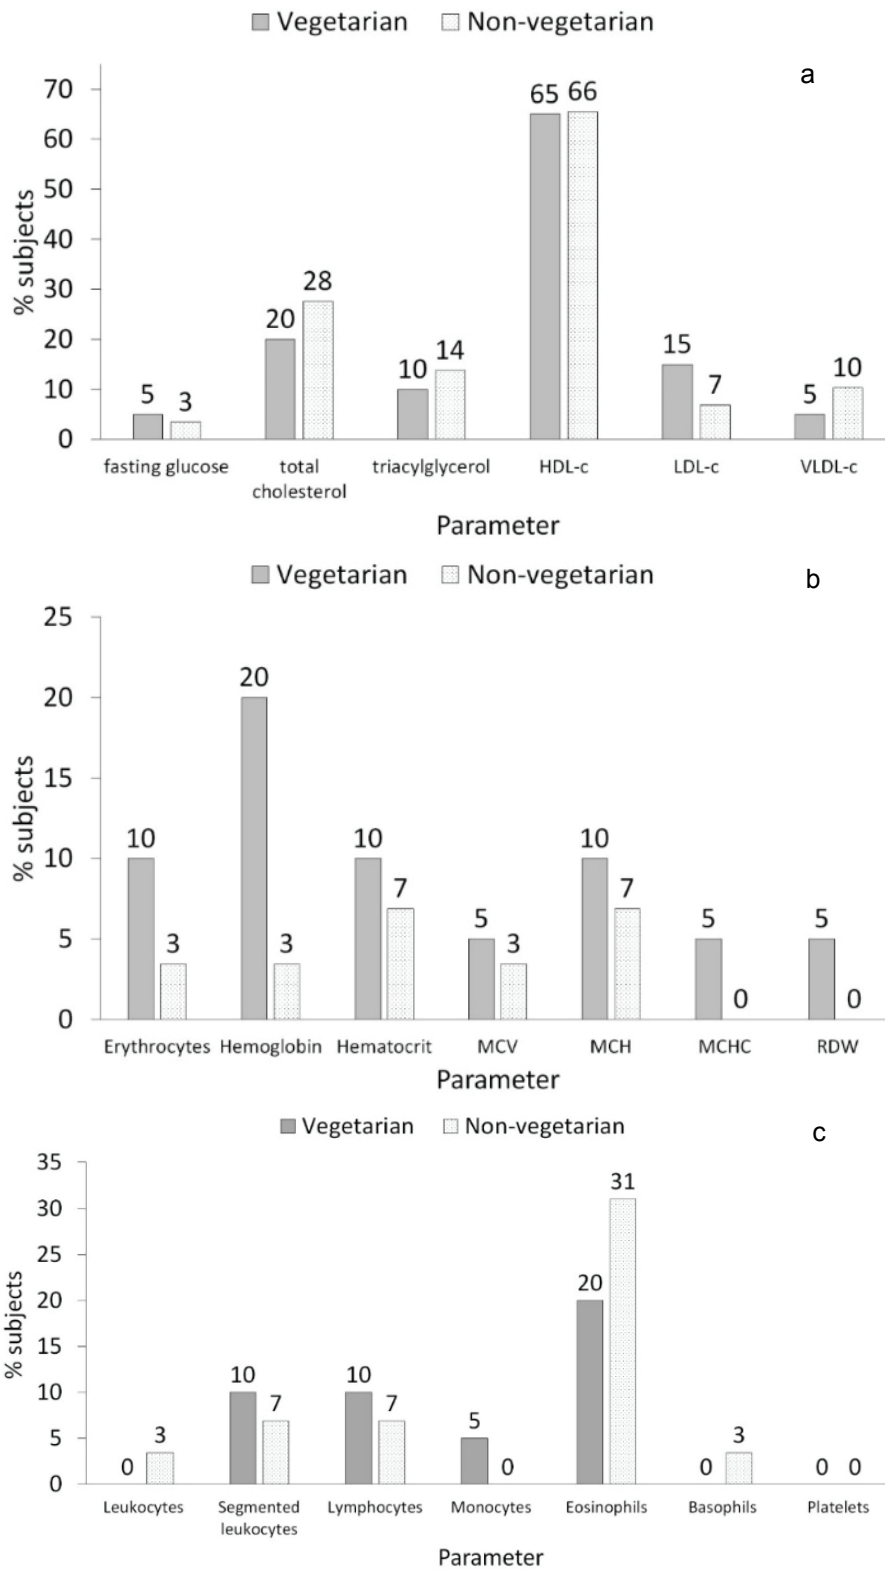 Vegetarian Non-vegetarian
a
70
60
50
40
30
20
10
0
% subjects
5 3 20 28 10 14 65 66 15 7 5 10
fasting glucose total cholesterol triacylglycerol HDL-c LDL-c VLDL-c
Parameter
Vegetarian Non-vegetarian
b
25
20
15
10
5
0
% subjects
10 3 20 3 10 7 5 3 10 7 5 0 5 0
Erythrocytes Hemoglobin Hematocrit MCV MCH MCHC RDW
Parameter
Vegetarian Non-vegetarian
c
35
30
25
20
15
10
5
0
% subjects
0 3 10 7 10 7 5 0 20 31 0 3 0 0
Leukocytes Segmented leukocytes Lymphocytes Monocytes Eosinophils Basophils Platelets
Parameter